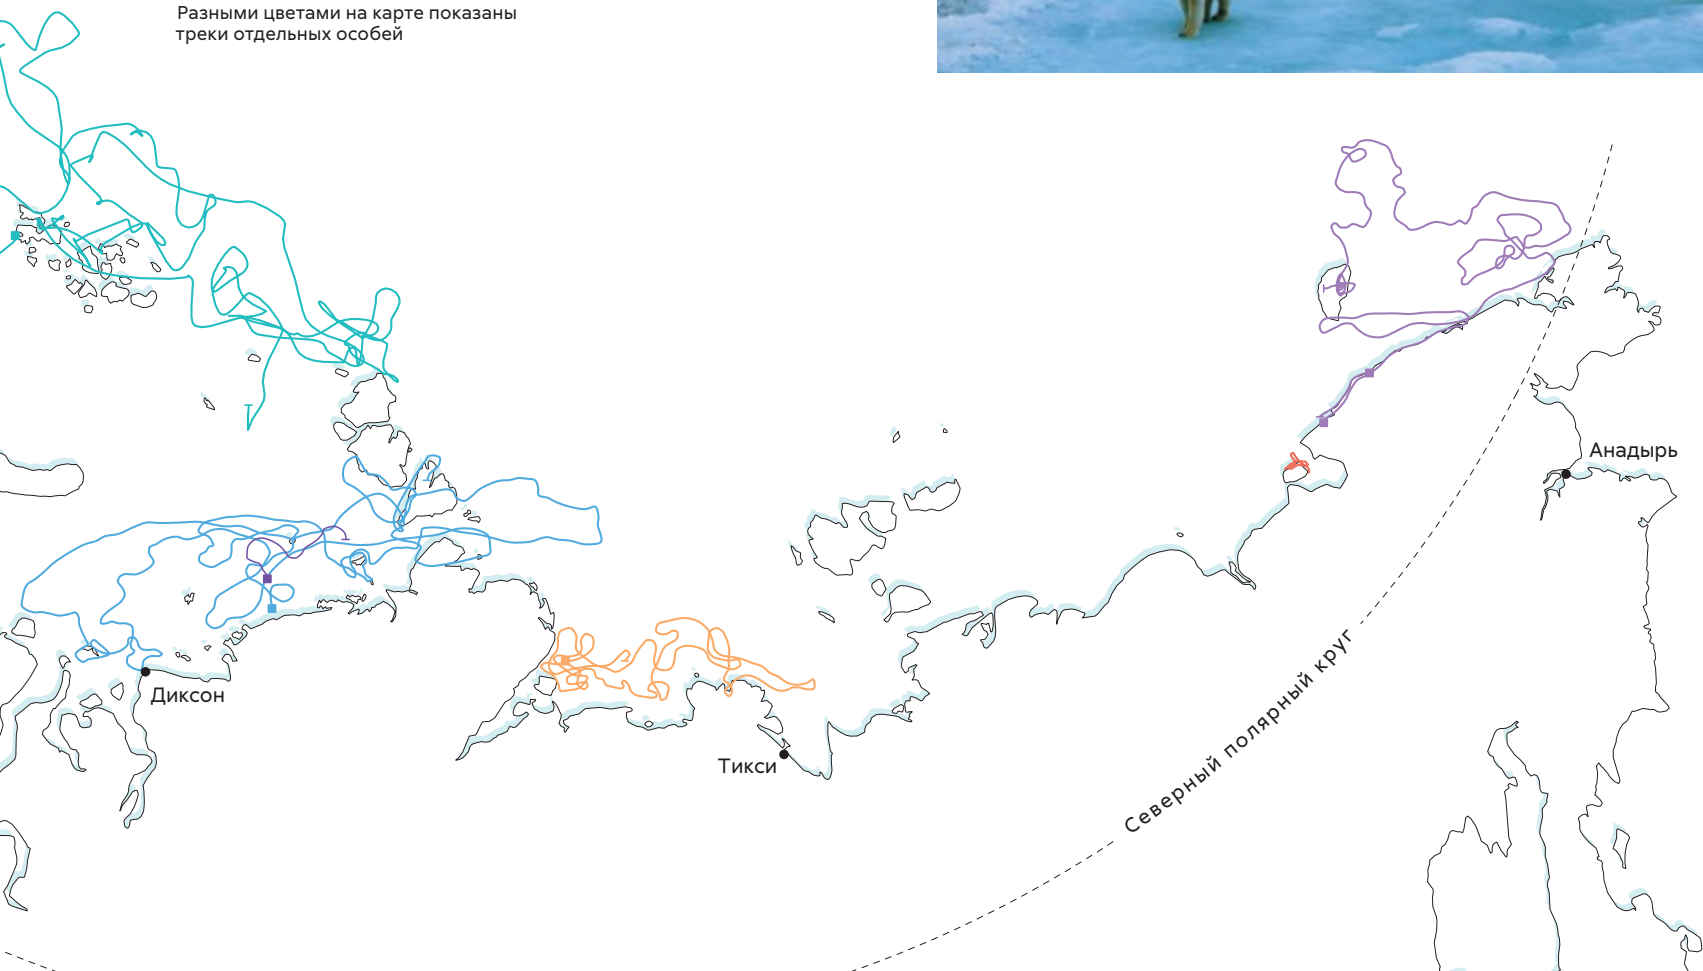 Разными цветами на карте показаны
треки отдельных особей
Анадырь
Диксон
Тикси
Северный полярный круг